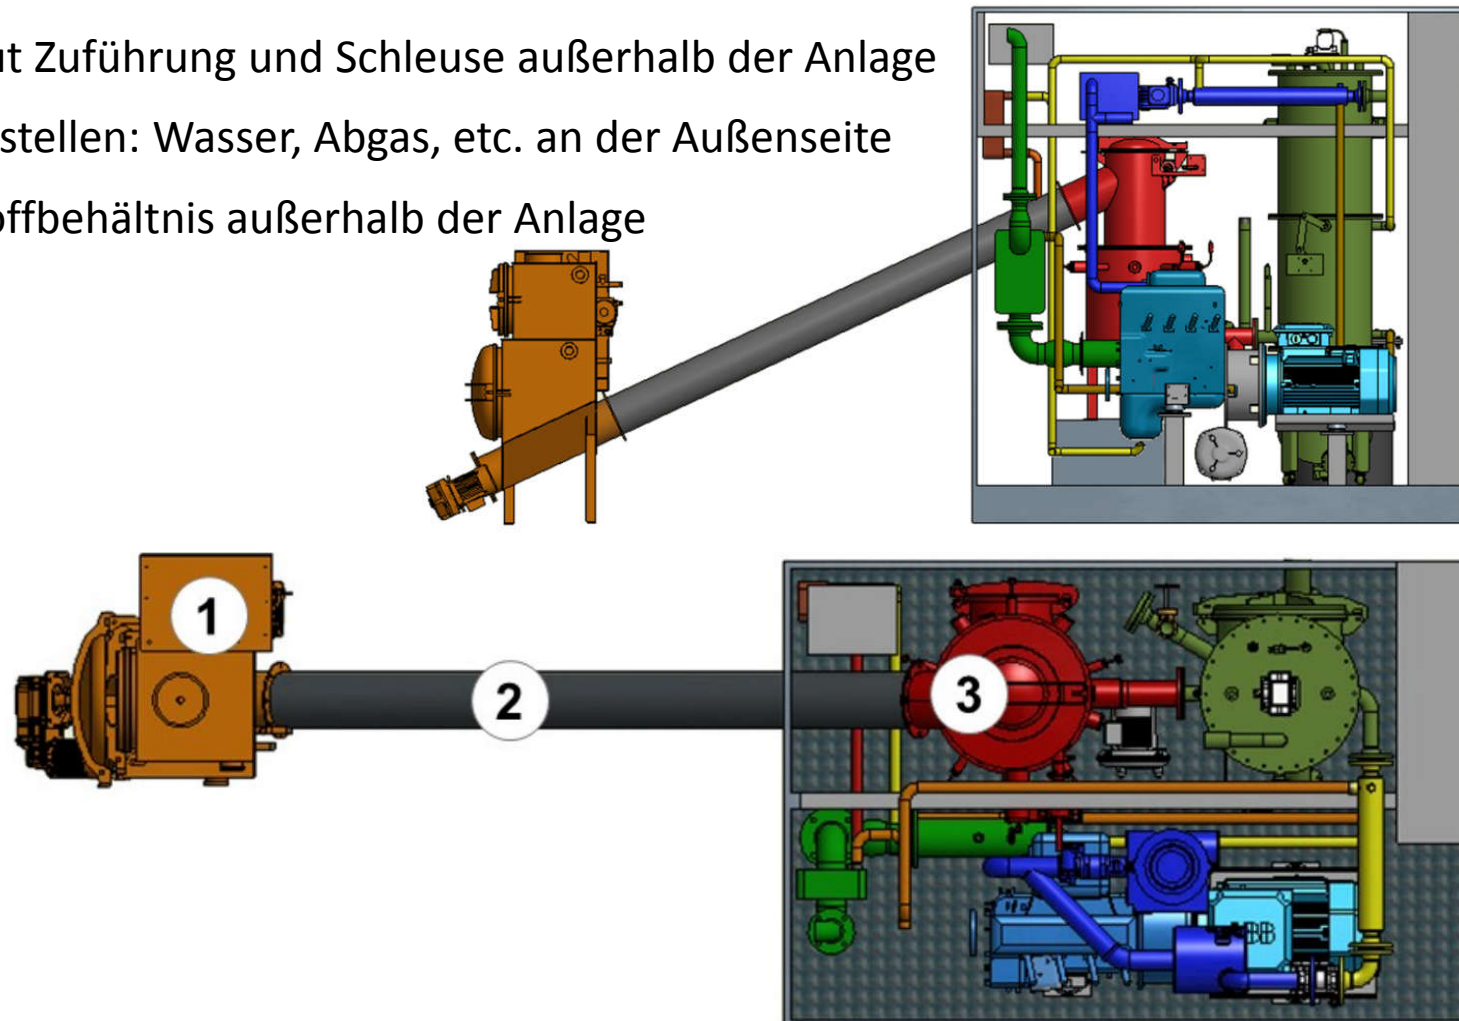 ut Zuführung und Schleuse außerhalb der Anlage
stellen: Wasser, Abgas, etc. an der Außenseite
offbehältnis außerhalb der Anlage
1
2
3
BB